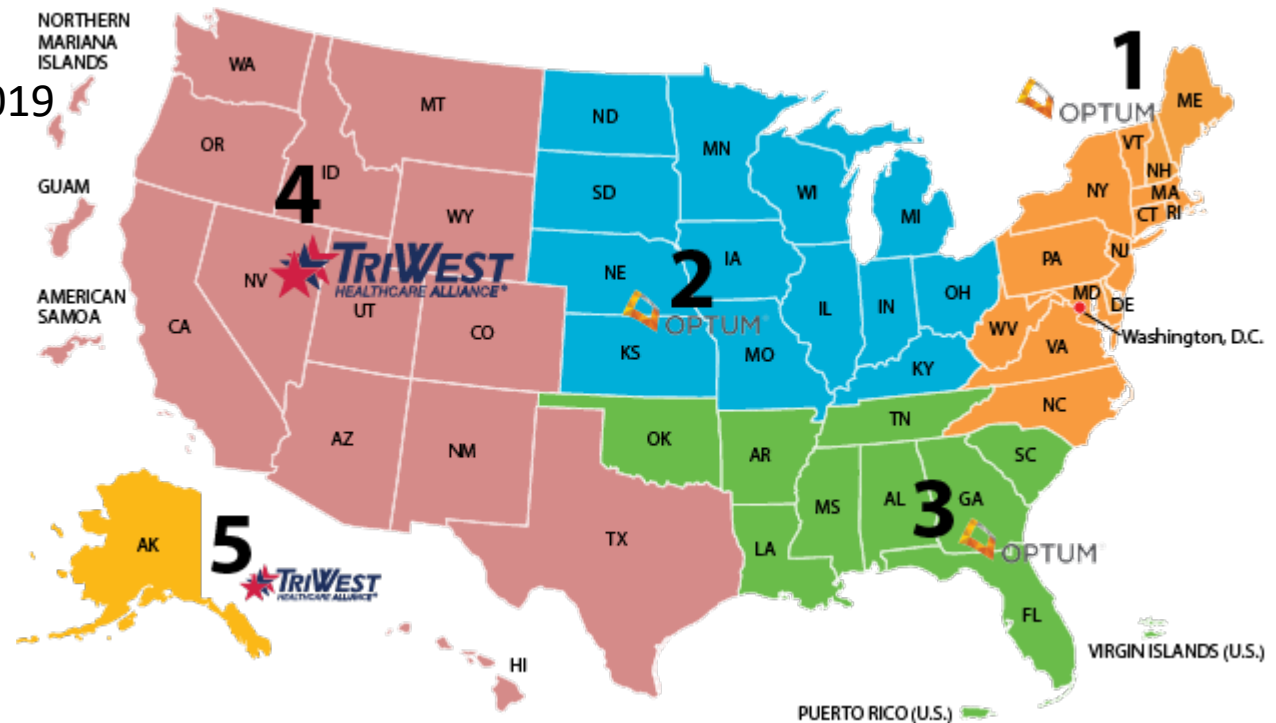 NORTHERN
MARIANA
ISLANDS
019
GUAM
AMERICAN
SAMOA
WA
OR
ID
MT
WY
4
TRIWEST
HEALTHCARE ALLIANCE®
NV
UT
CA
CO
AZ
NM
TX
HI
AK
5
TRIWEST
HEALTHCARE ALLIANCE®
ND
SD
NE
KS
MN
IA
MO
WI
IL
MI
IN
OH
KY
2
OPTUM®
1
OPTUM
ME
VT
NH
MA
CT
RI
NY
PA
NJ
MD
DE
Washington, D.C.
WV
VA
NC
OK
AR
LA
TN
MS
AL
GA
SC
FL
3
OPTUM®
VIRGIN ISLANDS (U.S.)
PUERTO RICO (U.S.)